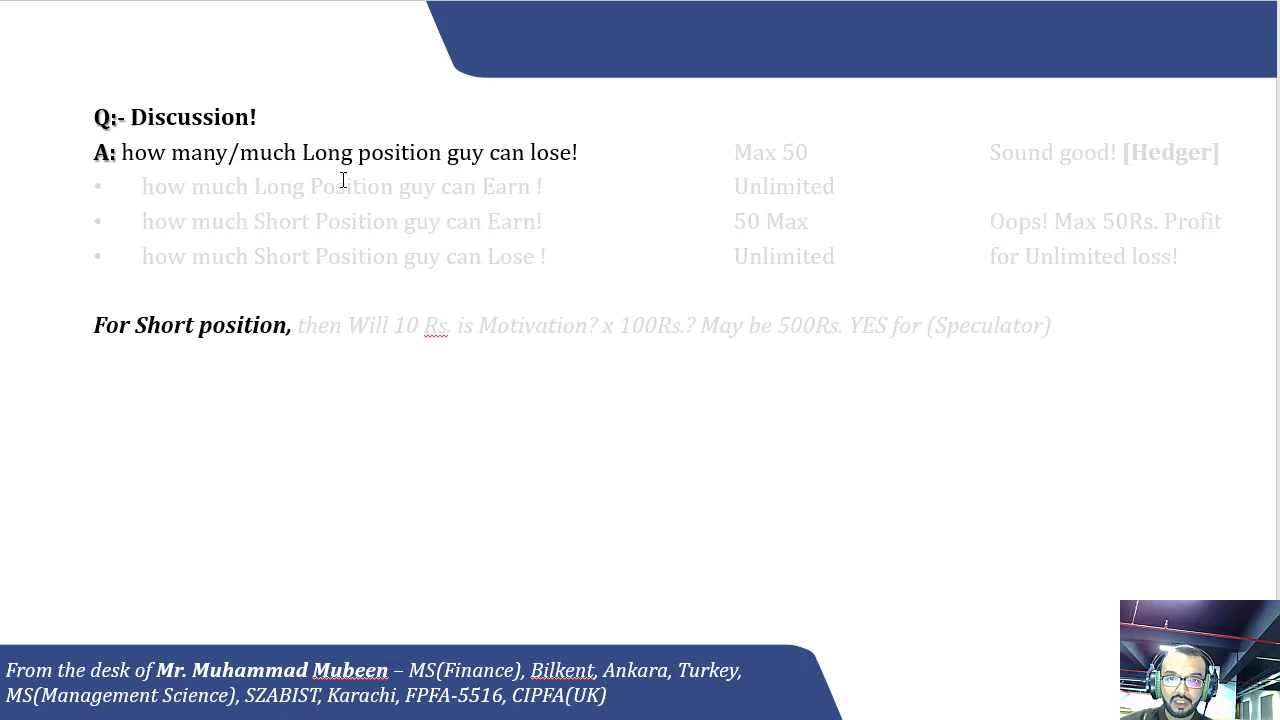 Q:- Discussion!
A: how many/much Long position guy can lose! Max 50 Sound good! [Hedger]
• how much Long Position guy can Earn ! Unlimited
• how much Short Position guy can Earn! 50 Max Oops! Max 50Rs. Profit
• how much Short Position guy can Lose ! Unlimited for Unlimited loss!
For Short position, then Will 10 Rs. is Motivation? x 100Rs.? May be 500Rs. YES for (Speculator)
From the desk of Mr. Muhammad Mubeen – MS(Finance), Bilkent, Ankara, Turkey,
MS(Management Science), SZABIST, Karachi, FPFA-5516, CIPFA(UK)